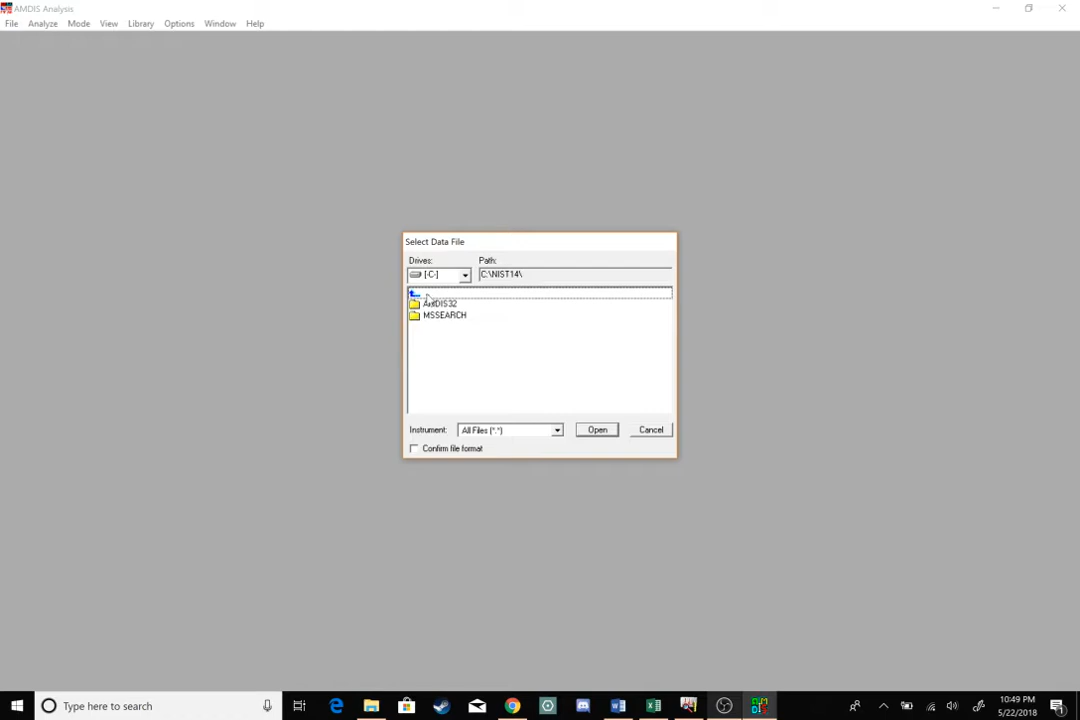 AMDIS Analysis
File Analyze Mode View Library Options Window Help
Select Data File
Drives: Path:
[-C-] C:\NIST14\
AMDIS32
MSSEARCH
Instrument: All Files (*.*) Open Cancel
Confirm file format
Type here to search
10:49 PM
5/22/2018